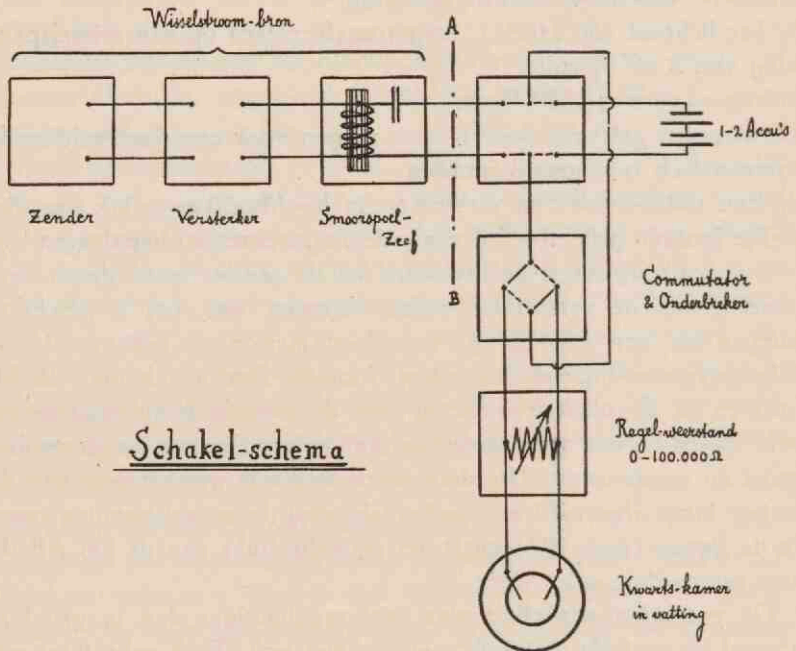 Wisselstroom-bron
A
1-2 Accu's
Zender
Versterker
Smoorspoel-
Zeef
B
Commutator
& Onderbreker
Schakel-schema
Regel-weerstand
0-100.000 Ω
Kwarts-kamer
in vatting